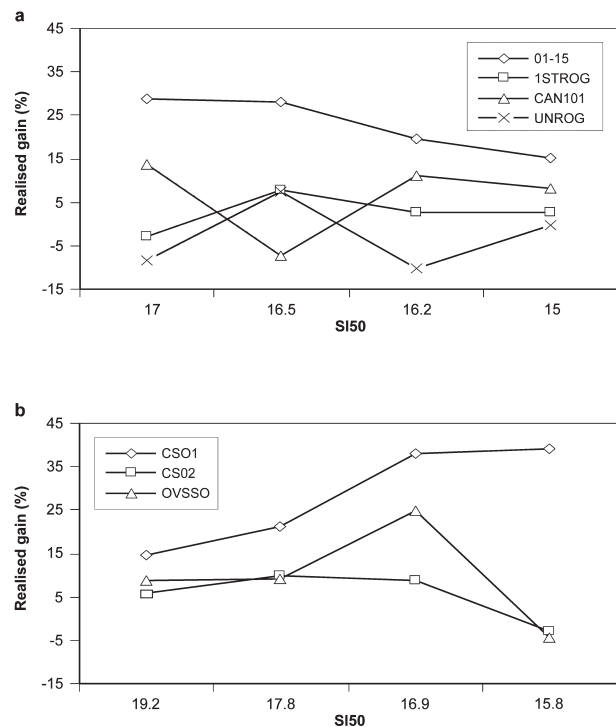 a
45
35
25
15
5
-5
-15
Realised gain (%)
01-15
1STROG
CAN101
UNROG
17 16.5 16.2 15
SI50
b
45
35
25
15
5
-5
-15
Realised gain (%)
CSO1
CS02
OVSSO
19.2 17.8 16.9 15.8
SI50